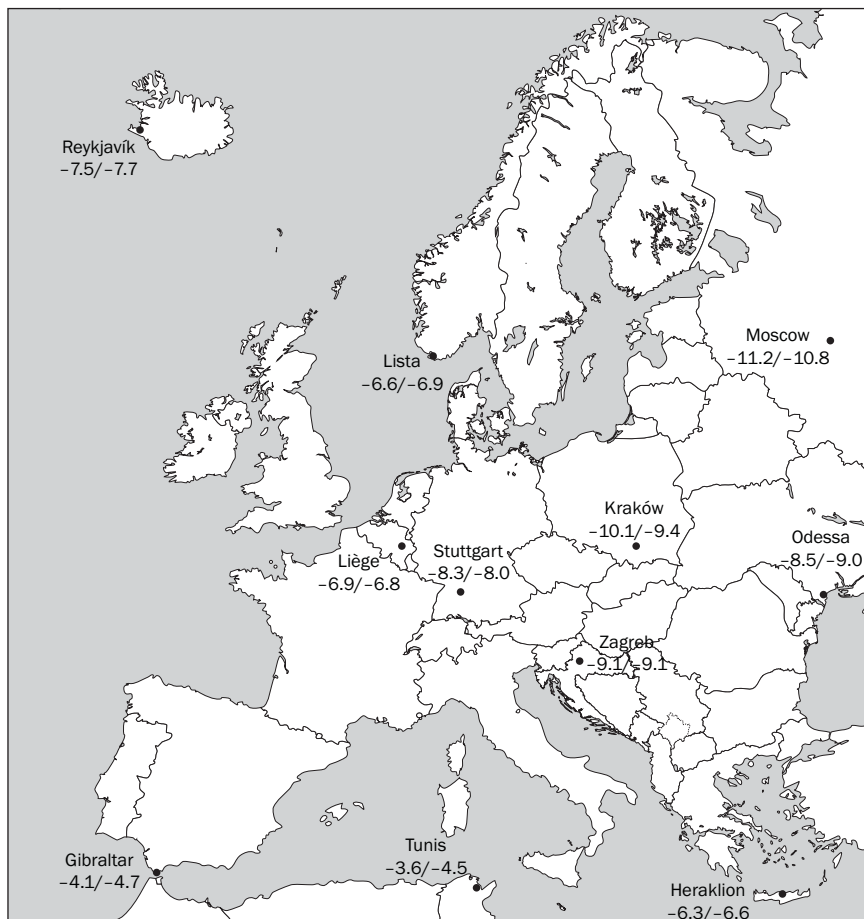 Reykjavík
–7.5/–7.7
Moscow
–11.2/–10.8
Lista
–6.6/–6.9
Kraków
–10.1/–9.4
Odessa
–8.5/–9.0
Liège
–6.9/–6.8
Stuttgart
–8.3/–8.0
Zagreb
–9.1/–9.1
Gibraltar
–4.1/–4.7
Tunis
–3.6/–4.5
Heraklion
–6.3/–6.6